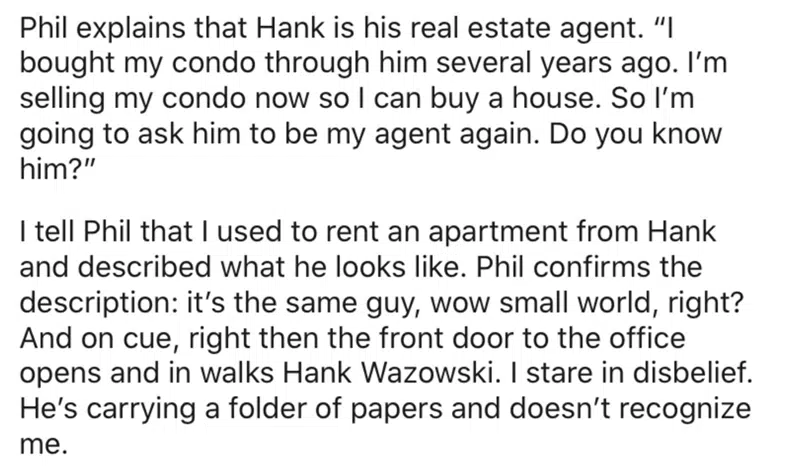 Phil explains that Hank is his real estate agent. “I
bought my condo through him several years ago. I’m
selling my condo now so I can buy a house. So I’m
going to ask him to be my agent again. Do you know
him?”
I tell Phil that I used to rent an apartment from Hank
and described what he looks like. Phil confirms the
description: it’s the same guy, wow small world, right?
And on cue, right then the front door to the office
opens and in walks Hank Wazowski. I stare in disbelief.
He’s carrying a folder of papers and doesn’t recognize
me.